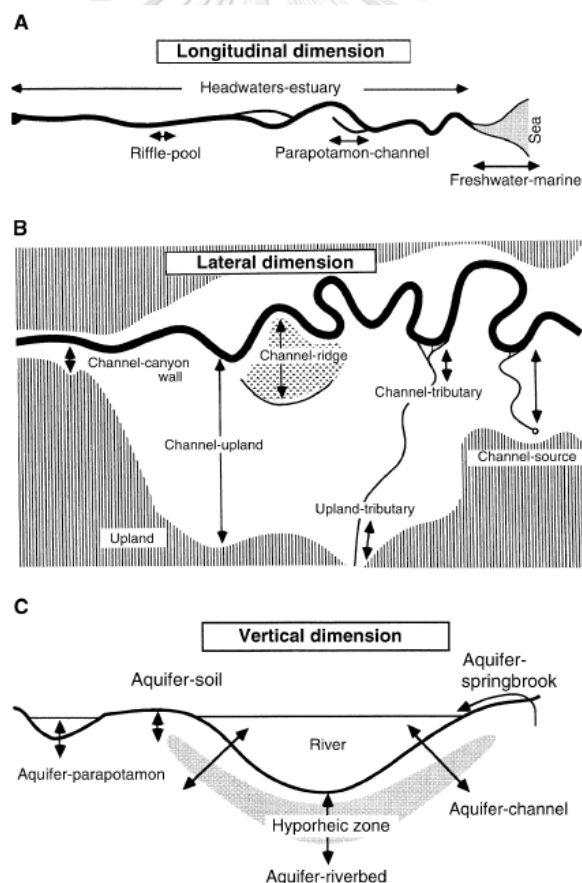 A
Longitudinal dimension
Headwaters-estuary
Riffle-pool
Parapotamon-channel
Sea
Freshwater-marine
B
Lateral dimension
Channel-canyon
wall
Channel-ridge
Channel-tributary
Channel-upland
Channel-source
Upland-tributary
Upland
C
Vertical dimension
Aquifer-
springbrook
Aquifer-soil
River
Aquifer-parapotamon
Aquifer-channel
Hyporheic zone
Aquifer-riverbed